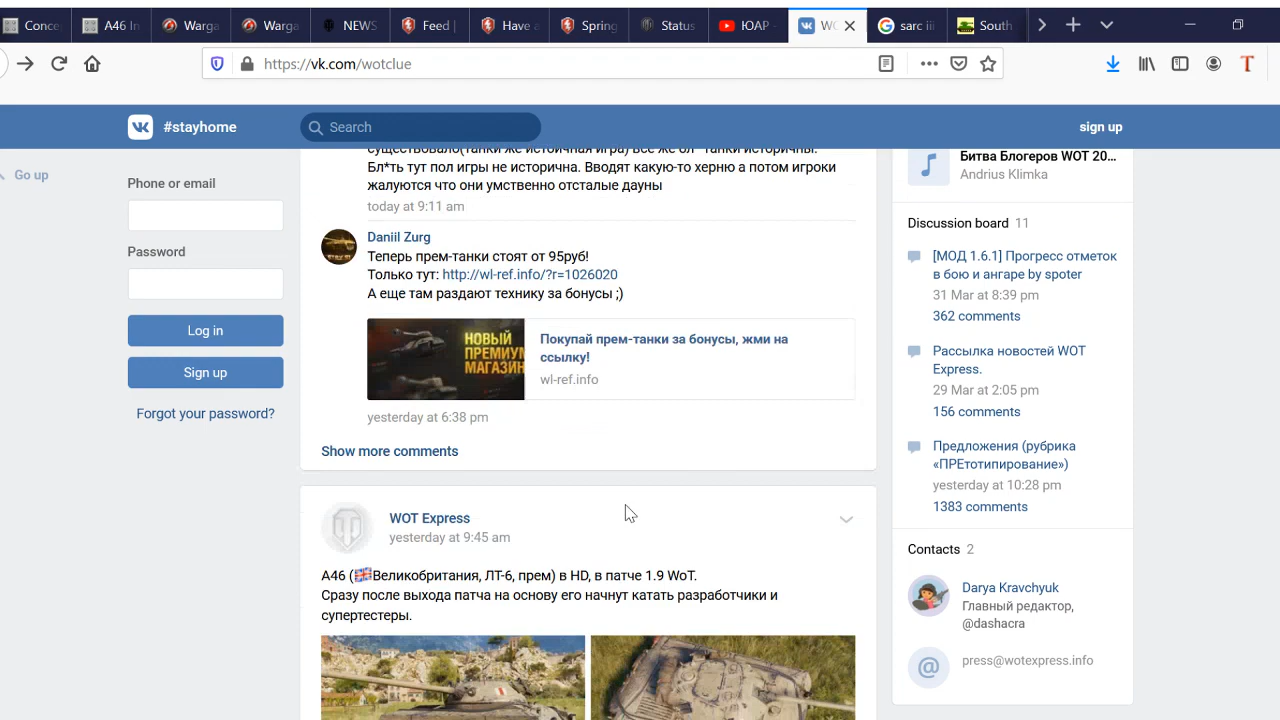 Conce
A46 In
Warga
Warga
NEWS
Feed |
Have a
Spring
Status
ЮАР -
WC
sarc iii
South
https://vk.com/wotclue
T
#stayhome
Search
sign up
Go up
Phone or email
Password
Log in
Sign up
Forgot your password?
Бл*ть тут пол игры не исторична. Вводят какую-то херню а потом игроки
жалуются что они умственно отсталые дауны
today at 9:11 am
Daniil Zurg
Теперь прем-танки стоят от 95руб!
Только тут: http://wl-ref.info/?r=1026020
А еще там раздают технику за бонусы ;)
НОВЫЙ
ПРЕМИУМ
МАГАЗИН
Покупай прем-танки за бонусы, жми на
ссылку!
wl-ref.info
yesterday at 6:38 pm
Show more comments
WOT Express
yesterday at 9:45 am
A46 (🇬🇧Великобритания, ЛТ-6, прем) в HD, в патче 1.9 WoT.
Сразу после выхода патча на основу его начнут катать разработчики и
супертестеры.
Битва Блогеров WOT 20...
Andrius Klimka
Discussion board 11
[МОД 1.6.1] Прогресс отметок
в бою и ангаре by spoter
31 Mar at 8:39 pm
362 comments
Рассылка новостей WOT
Express.
29 Mar at 2:05 pm
156 comments
Предложения (рубрика
«ПРЕтотипирование»)
yesterday at 10:28 pm
1383 comments
Contacts 2
Darya Kravchyuk
Главный редактор,
@dashacra
@
press@wotexpress.info